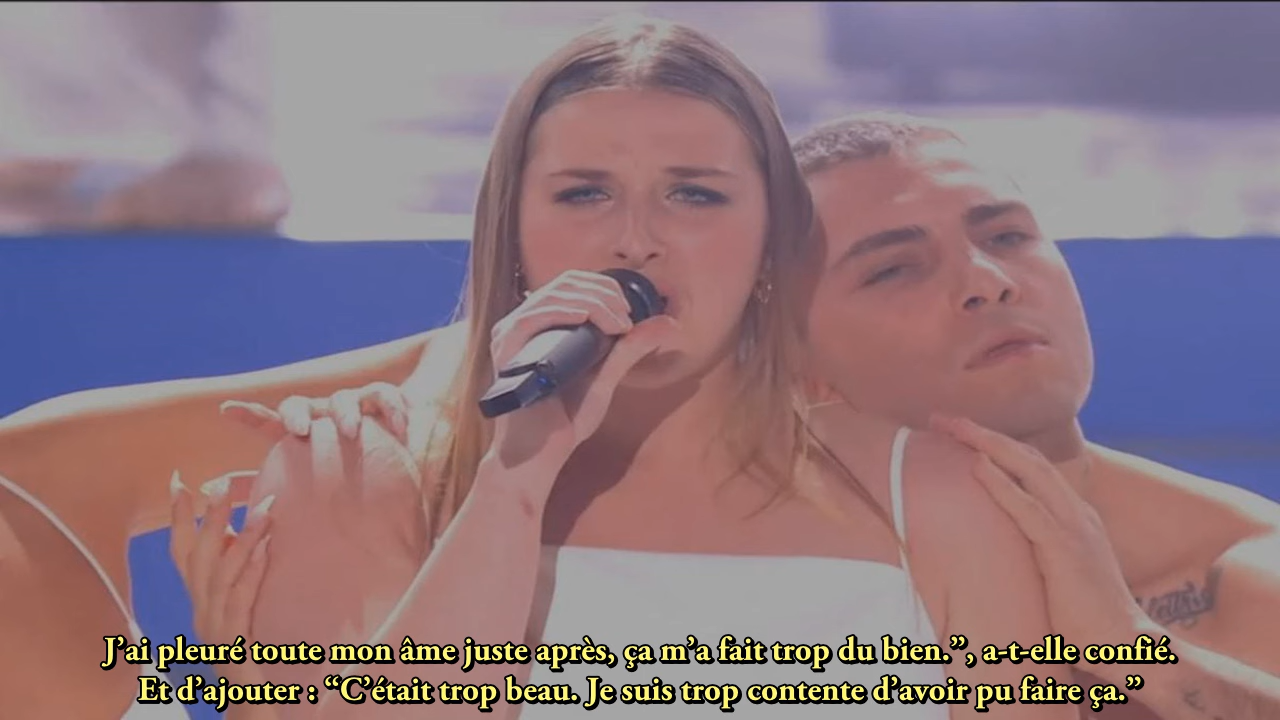 J’ai pleuré toute mon âme juste après, ça m’a fait trop du bien.”, a-t-elle confié.
Et d’ajouter : “C’était trop beau. Je suis trop contente d’avoir pu faire ça.”